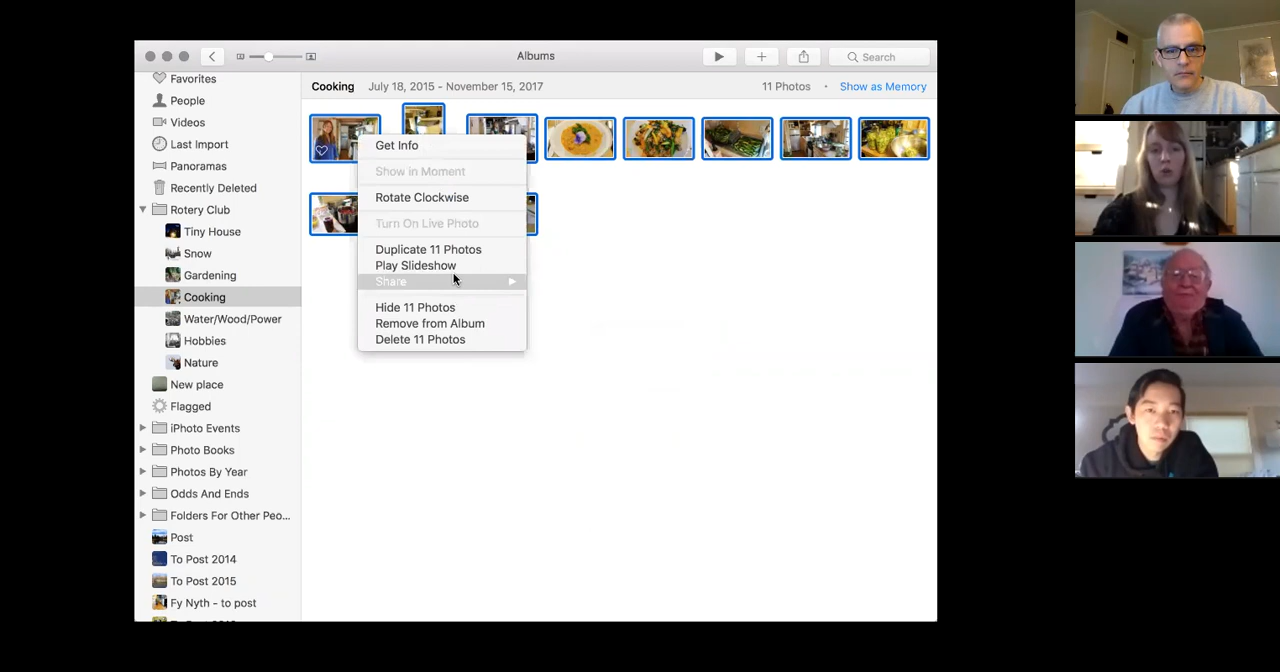 Albums
Search
Favorites
People
Videos
Last Import
Panoramas
Recently Deleted
Rotery Club
Tiny House
Snow
Gardening
Cooking
Water/Wood/Power
Hobbies
Nature
New place
Flagged
iPhoto Events
Photo Books
Photos By Year
Odds And Ends
Folders For Other Peo...
Post
To Post 2014
To Post 2015
Fy Nyth - to post
Cooking July 18, 2015 - November 15, 2017 11 Photos · Show as Memory
Get Info
Show in Moment
Rotate Clockwise
Turn On Live Photo
Duplicate 11 Photos
Play Slideshow
Share
Hide 11 Photos
Remove from Album
Delete 11 Photos